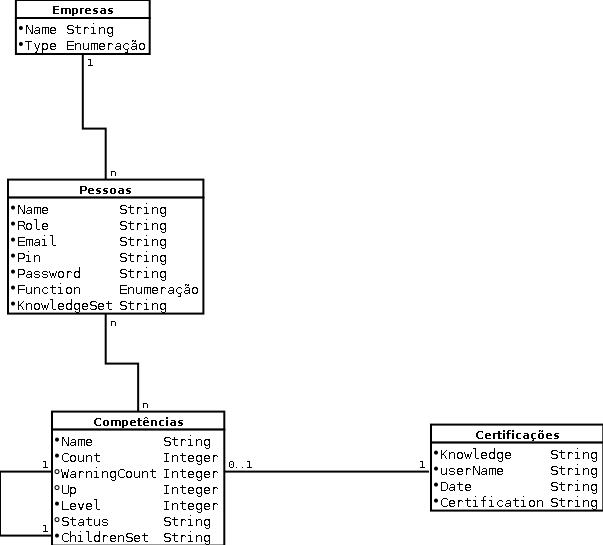 Empresas
Name String
Type Enumeração
1
n
Pessoas
Name String
Role String
Email String
Pin String
Password String
Function Enumeração
KnowledgeSet String
n
n
Competências
Name String
Count Integer
WarningCount Integer
Up Integer
Level Integer
Status String
ChildrenSet String
1
1
0..1
1
Certificações
Knowledge String
userName String
Date String
Certification String